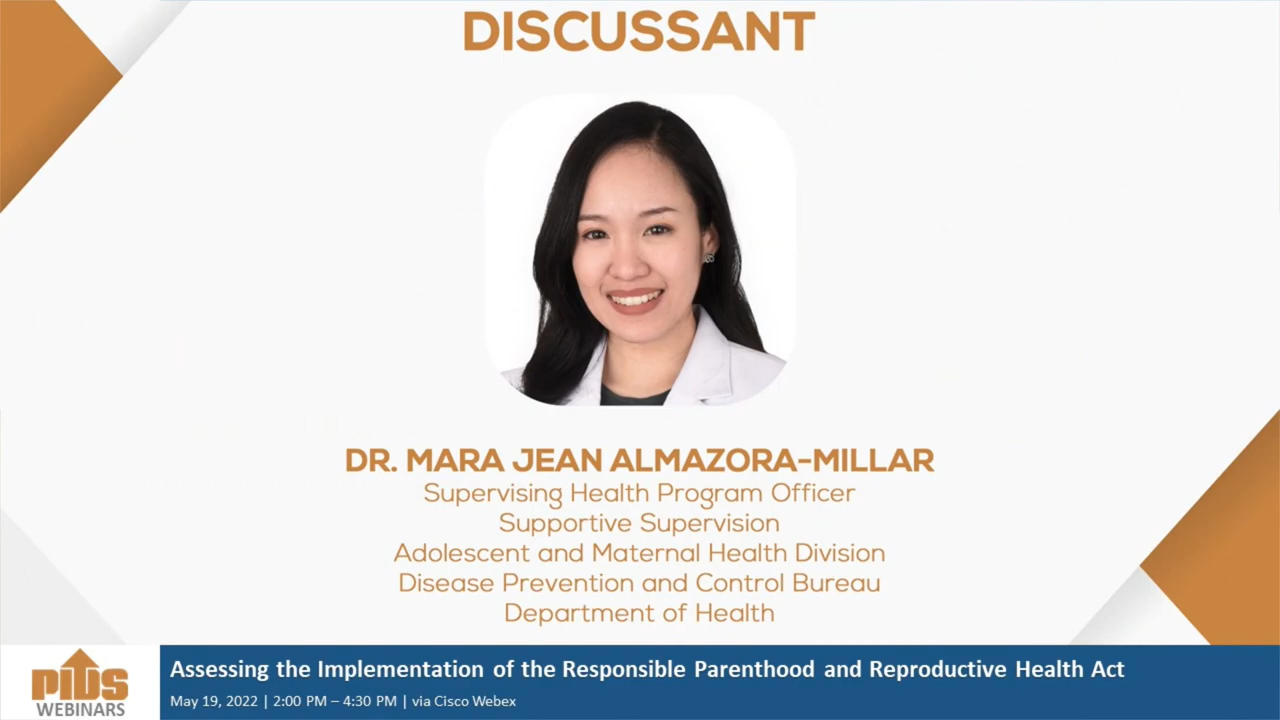 DISCUSSANT
DR. MARA JEAN ALMAZORA-MILLAR
Supervising Health Program Officer
Supportive Supervision
Adolescent and Maternal Health Division
Disease Prevention and Control Bureau
Department of Health
PIDS
WEBINARS
Assessing the Implementation of the Responsible Parenthood and Reproductive Health Act
May 19, 2022 | 2:00 PM – 4:30 PM | via Cisco Webex